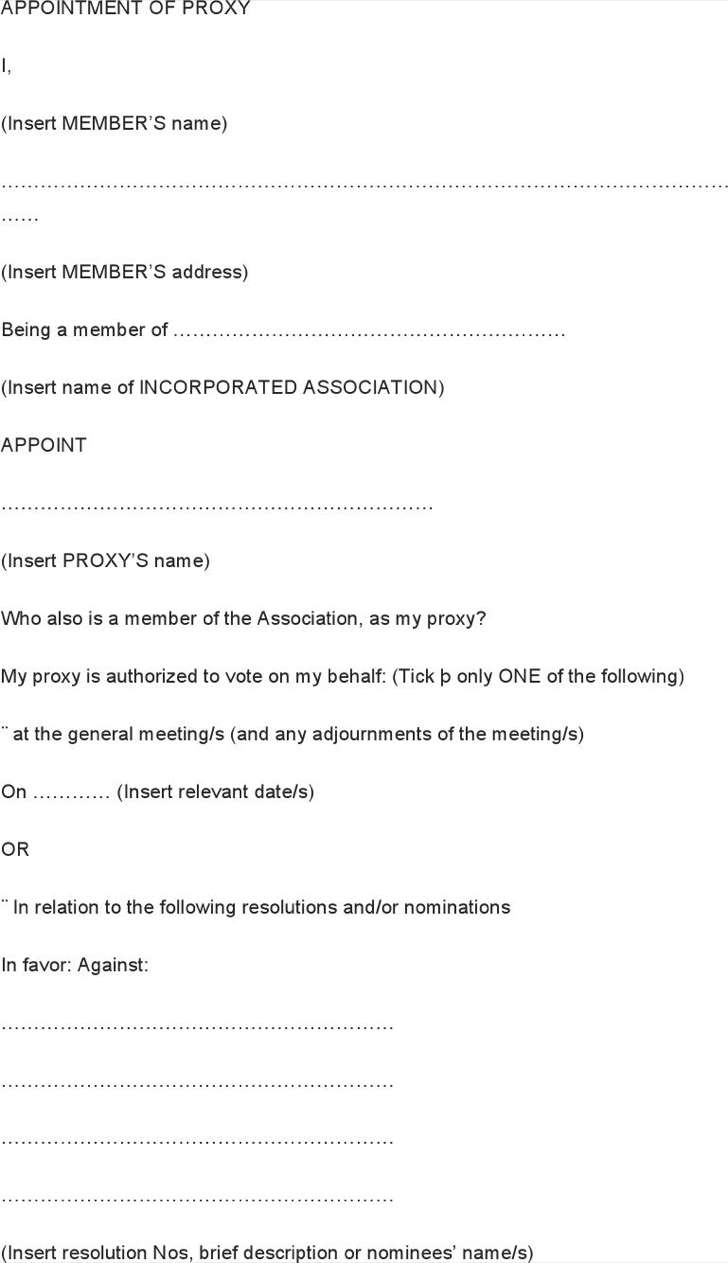 APPOINTMENT OF PROXY
I,
(Insert MEMBER’S name)
……………………………………………………………………………………………………
……
(Insert MEMBER’S address)
Being a member of ……………………………………………………
(Insert name of INCORPORATED ASSOCIATION)
APPOINT
…………………………………………………………
(Insert PROXY’S name)
Who also is a member of the Association, as my proxy?
My proxy is authorized to vote on my behalf: (Tick þ only ONE of the following)
¨ at the general meeting/s (and any adjournments of the meeting/s)
On ………… (Insert relevant date/s)
OR
¨ In relation to the following resolutions and/or nominations
In favor: Against:
……………………………………………………
……………………………………………………
……………………………………………………
……………………………………………………
(Insert resolution Nos, brief description or nominees’ name/s)